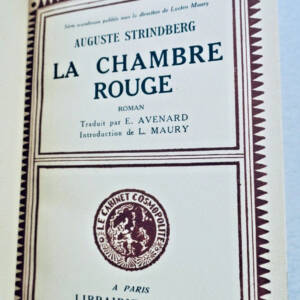 Série scandinave publiée sous la direction de Lucien Maury
AUGUSTE STRINDBERG
LA CHAMBRE
ROUGE
ROMAN
Traduit par E. AVENARD
Introduction de L. MAURY
LE CABINET COSMOPOLITE
A PARIS